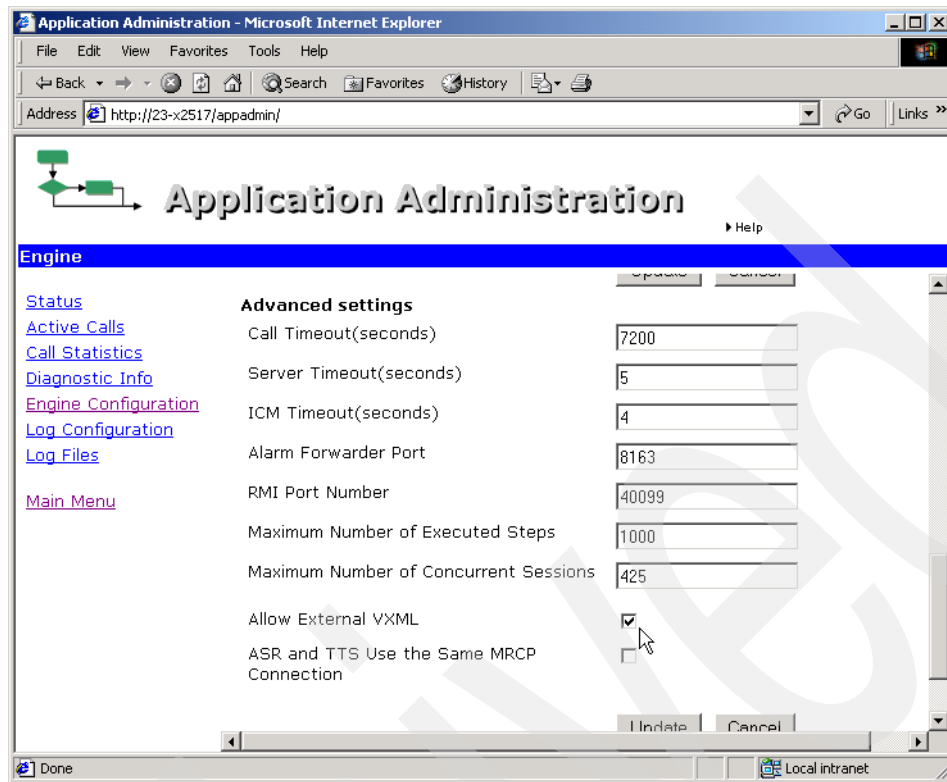 Application Administration - Microsoft Internet Explorer
File Edit View Favorites Tools Help
Back Search Favorites History
Address http://23-x2517/appadmin/ Go Links »
Application Administration
Help
Engine
Update Cancel
Status
Active Calls
Call Statistics
Diagnostic Info
Engine Configuration
Log Configuration
Log Files
Main Menu
Advanced settings
Call Timeout(seconds) 7200
Server Timeout(seconds) 5
ICM Timeout(seconds) 4
Alarm Forwarder Port 8163
RMI Port Number 40099
Maximum Number of Executed Steps 1000
Maximum Number of Concurrent Sessions 425
Allow External VXML
ASR and TTS Use the Same MRCP
Connection
Update Cancel
Done Local intranet